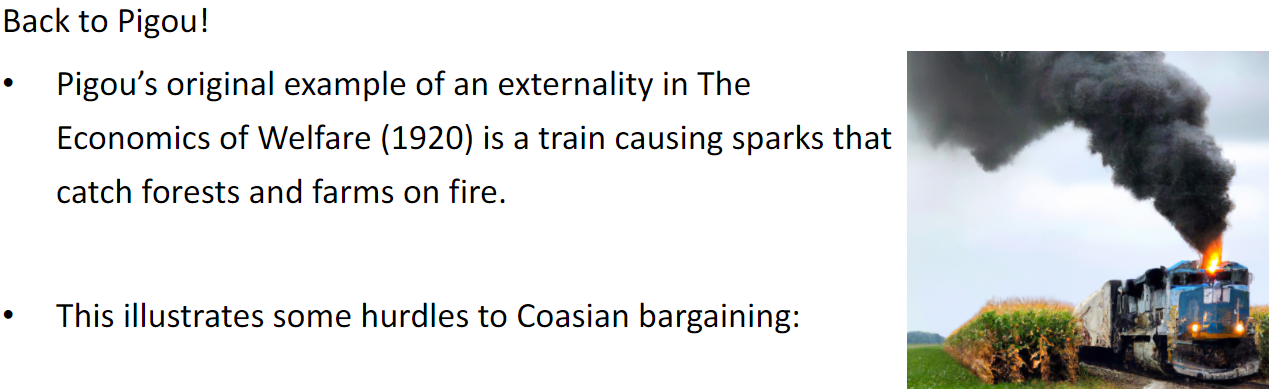 Back to Pigou!
• Pigou’s original example of an externality in The
Economics of Welfare (1920) is a train causing sparks that
catch forests and farms on fire.
• This illustrates some hurdles to Coasian bargaining: